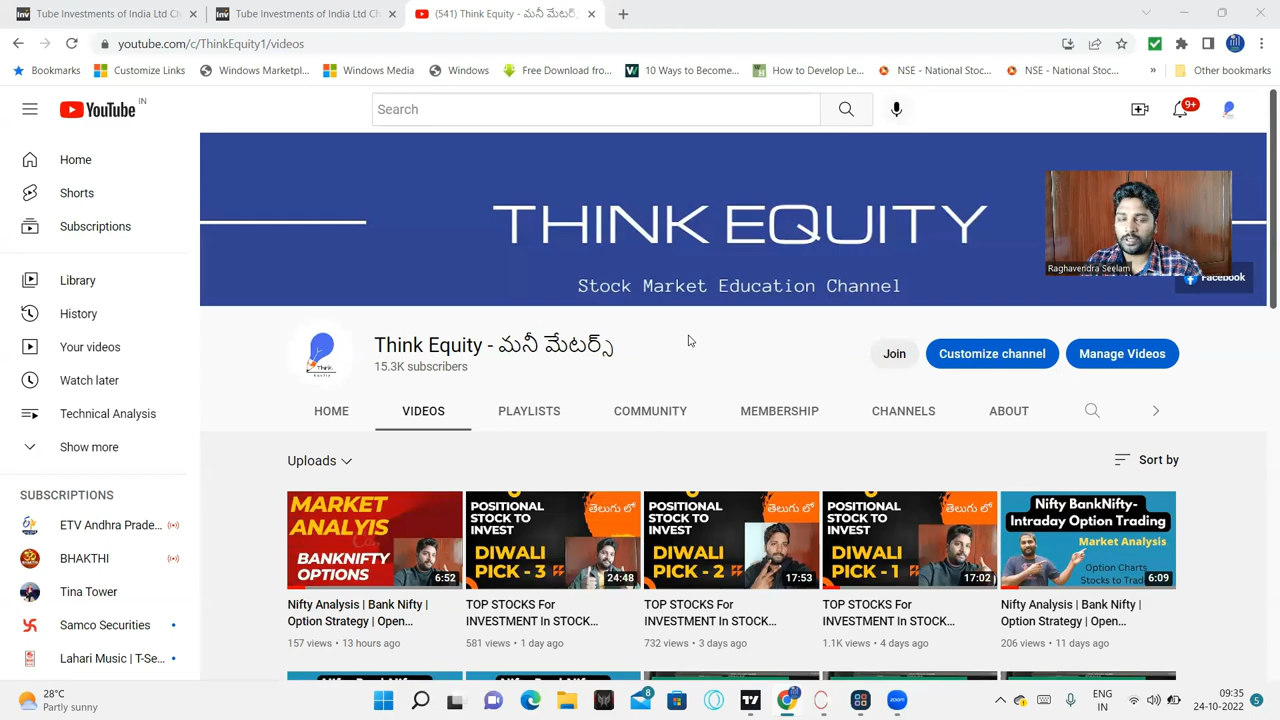 Tube Investments of India Ltd C
Tube Investments of India Ltd C
(541) Think Equity - మనీ మేటర్స్
youtube.com/c/ThinkEquity1/videos
Bookmarks
Customize Links
Windows Marketpl...
Windows Media
Windows
Free Download fro...
10 Ways to Become...
How to Develop Le...
NSE - National Stoc...
NSE - National Stoc...
»
Other bookmarks
YouTube IN
Search
9+
Home
Shorts
Subscriptions
Library
History
Your videos
Watch later
Technical Analysis
Show more
SUBSCRIPTIONS
ETV Andhra Prade...
BHAKTHI
Tina Tower
Samco Securities
Lahari Music | T-Se...
THINK EQUITY
Stock Market Education Channel
Raghavendra Seelam
Facebook
Think Equity - మనీ మేటర్స్
15.3K subscribers
Join
Customize channel
Manage Videos
HOME
VIDEOS
PLAYLISTS
COMMUNITY
MEMBERSHIP
CHANNELS
ABOUT
Uploads
Sort by
MARKET
ANALYIS
BANKNIFTY
OPTIONS
6:52
Nifty Analysis | Bank Nifty |
Option Strategy | Open...
157 views • 13 hours ago
POSITIONAL
STOCK TO
INVEST
తెలుగు లో
DIWALI
PICK - 3
24:48
TOP STOCKS For
INVESTMENT In STOCK...
581 views • 1 day ago
POSITIONAL
STOCK TO
INVEST
తెలుగు లో
DIWALI
PICK - 2
17:53
TOP STOCKS For
INVESTMENT In STOCK...
732 views • 3 days ago
POSITIONAL
STOCK TO
INVEST
తెలుగు లో
DIWALI
PICK - 1
17:02
TOP STOCKS For
INVESTMENT In STOCK...
1.1K views • 4 days ago
Nifty BankNifty-
Intraday Option Trading
Market Analysis
Option Charts
Stocks to Trad
6:09
Nifty Analysis | Bank Nifty |
Option Strategy | Open...
206 views • 11 days ago
28°C
Partly sunny
8
zoom
ENG
IN
09:35
24-10-2022
5